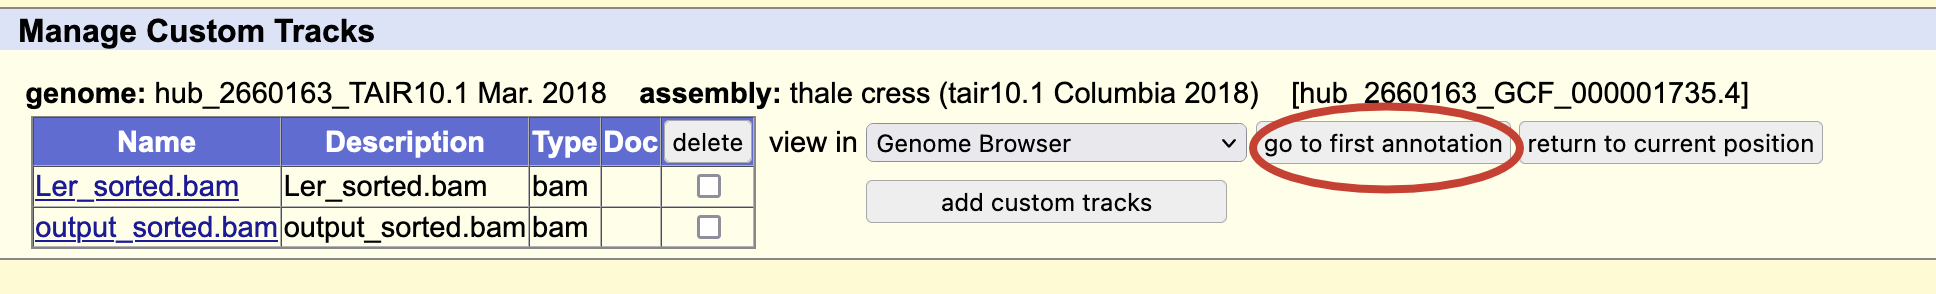 Manage Custom Tracks
genome: hub_2660163_TAIR10.1 Mar. 2018 assembly: thale cress (tair10.1 Columbia 2018) [hub_2660163_GCF_000001735.4]
Name Description Type Doc delete view in Genome Browser go to first annotation return to current position
Ler_sorted.bam Ler_sorted.bam bam add custom tracks
output_sorted.bam output_sorted.bam bam